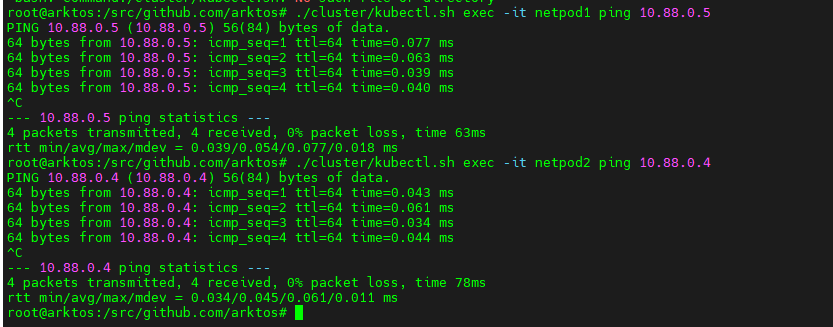 bash: ./cluster/kubectl.sh: No such file or directory
root@arktos:/src/github.com/arktos# ./cluster/kubectl.sh exec -it netpod1 ping 10.88.0.5
PING 10.88.0.5 (10.88.0.5) 56(84) bytes of data.
64 bytes from 10.88.0.5: icmp_seq=1 ttl=64 time=0.077 ms
64 bytes from 10.88.0.5: icmp_seq=2 ttl=64 time=0.063 ms
64 bytes from 10.88.0.5: icmp_seq=3 ttl=64 time=0.039 ms
64 bytes from 10.88.0.5: icmp_seq=4 ttl=64 time=0.040 ms
^C
--- 10.88.0.5 ping statistics ---
4 packets transmitted, 4 received, 0% packet loss, time 63ms
rtt min/avg/max/mdev = 0.039/0.054/0.077/0.018 ms
root@arktos:/src/github.com/arktos# ./cluster/kubectl.sh exec -it netpod2 ping 10.88.0.4
PING 10.88.0.4 (10.88.0.4) 56(84) bytes of data.
64 bytes from 10.88.0.4: icmp_seq=1 ttl=64 time=0.043 ms
64 bytes from 10.88.0.4: icmp_seq=2 ttl=64 time=0.061 ms
64 bytes from 10.88.0.4: icmp_seq=3 ttl=64 time=0.034 ms
64 bytes from 10.88.0.4: icmp_seq=4 ttl=64 time=0.044 ms
^C
--- 10.88.0.4 ping statistics ---
4 packets transmitted, 4 received, 0% packet loss, time 78ms
rtt min/avg/max/mdev = 0.034/0.045/0.061/0.011 ms
root@arktos:/src/github.com/arktos#